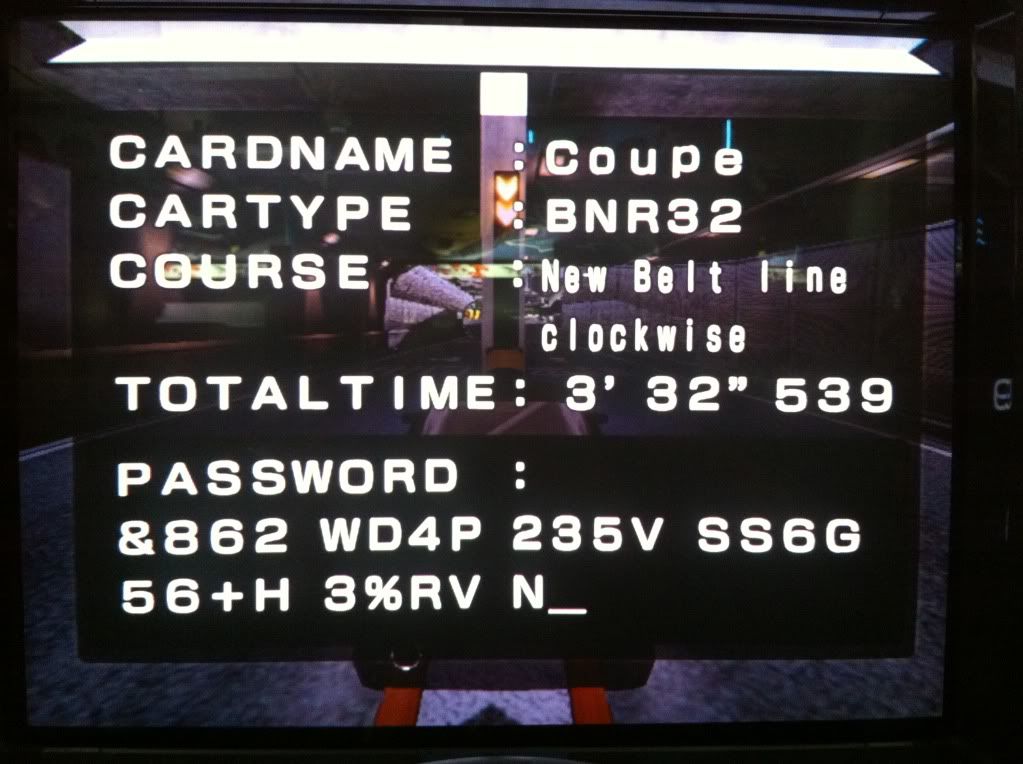 CARDNAME : Coupe
CARTYPE : BNR32
COURSE : New Belt line
clockwise
TOTALTIME: 3' 32" 539
PASSWORD :
&862 WD4P 235V SS6G
56+H 3%RV N_